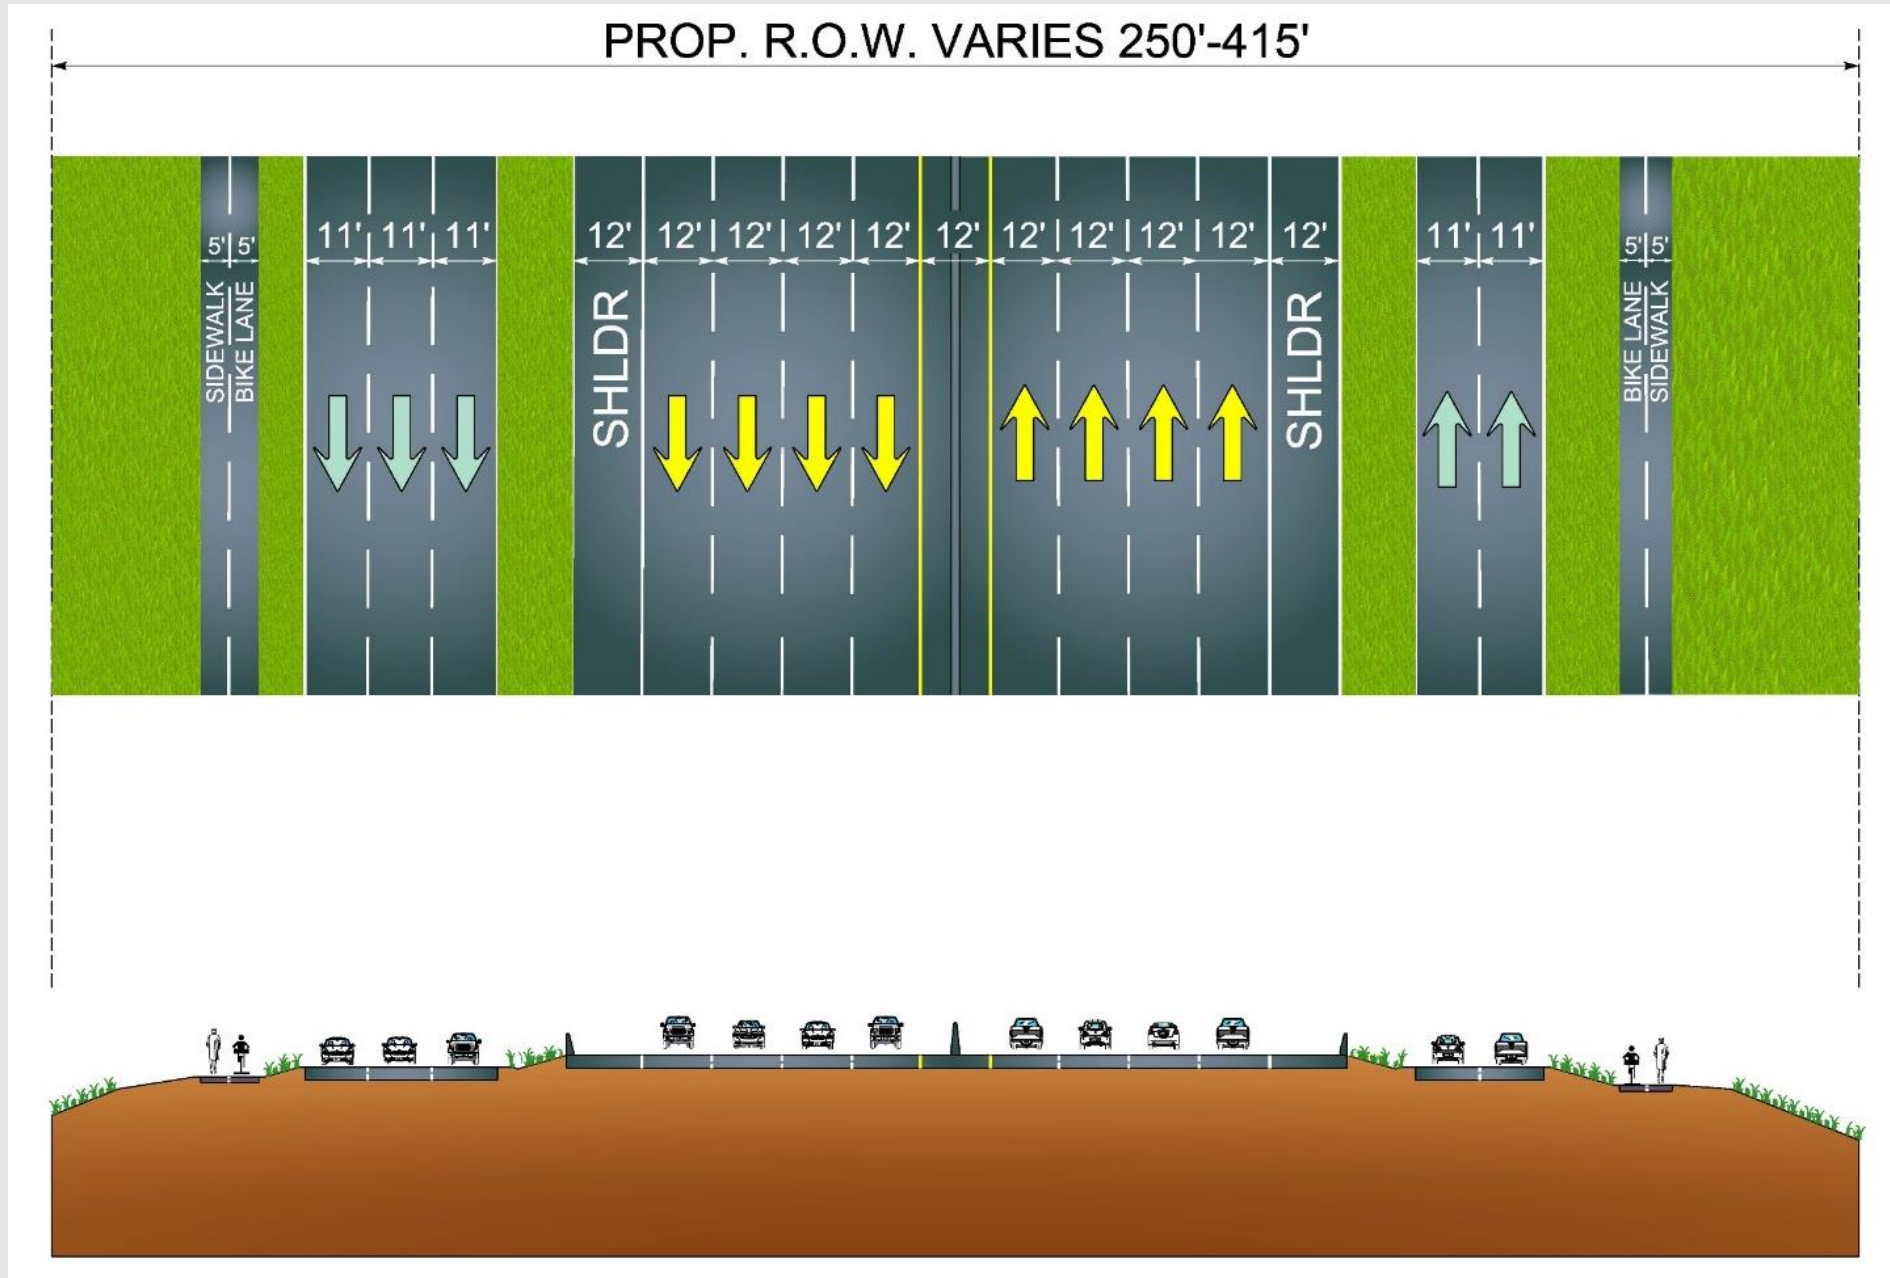 PROP. R.O.W. VARIES 250'-415'
5' 5' 11' 11' 11' 12' 12' 12' 12' 12' 12' 12' 12' 12' 12' 12' 11' 11' 5' 5'
SIDEWALK
BIKE LANE
SHLDR
SHLDR
BIKE LANE
SIDEWALK